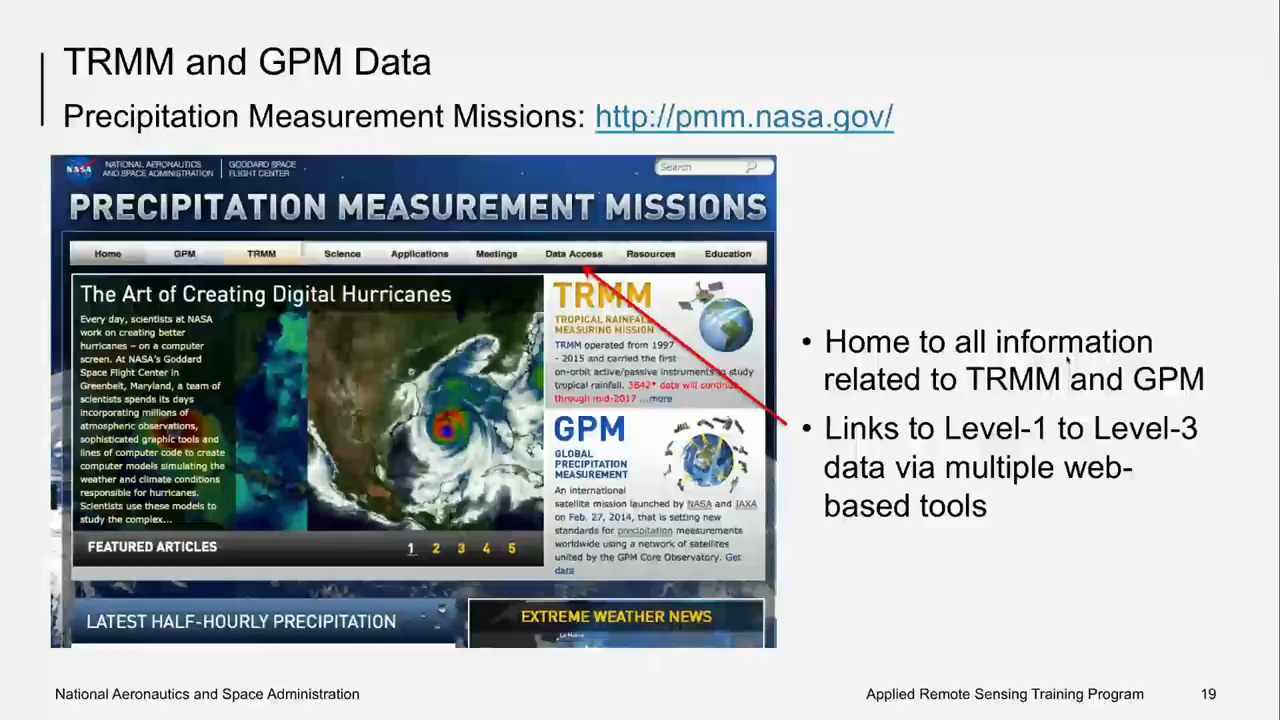 TRMM and GPM Data
Precipitation Measurement Missions: http://pmm.nasa.gov/
NASA
NATIONAL AERONAUTICS
AND SPACE ADMINISTRATION
GODDARD SPACE
FLIGHT CENTER
Search
PRECIPITATION MEASUREMENT MISSIONS
Home GPM TRMM Science Applications Meetings Data Access Resources Education
The Art of Creating Digital Hurricanes
Every day, scientists at NASA
work on creating better
hurricanes – on a computer
screen. At NASA's Goddard
Space Flight Center in
Greenbelt, Maryland, a team of
scientists spends its days
incorporating millions of
atmospheric observations,
sophisticated graphic tools and
lines of computer code to create
computer models simulating the
weather and climate conditions
responsible for hurricanes.
Scientists use these models to
study the complex...
FEATURED ARTICLES 1 2 3 4 5
TRMM
TROPICAL RAINFALL
MEASURING MISSION
TRMM operated from 1997
- 2015 and carried the first
on-orbit active/passive instruments to study
tropical rainfall. 3B42* data will continue
through mid-2017 ...more
GPM
GLOBAL
PRECIPITATION
MEASUREMENT
An international
satellite mission launched by NASA and JAXA
on Feb. 27, 2014, that is setting new
standards for precipitation measurements
worldwide using a network of satellites
united by the GPM Core Observatory. Get
data
LATEST HALF-HOURLY PRECIPITATION
EXTREME WEATHER NEWS
• Home to all information
related to TRMM and GPM
• Links to Level-1 to Level-3
data via multiple web-
based tools
National Aeronautics and Space Administration
Applied Remote Sensing Training Program
19